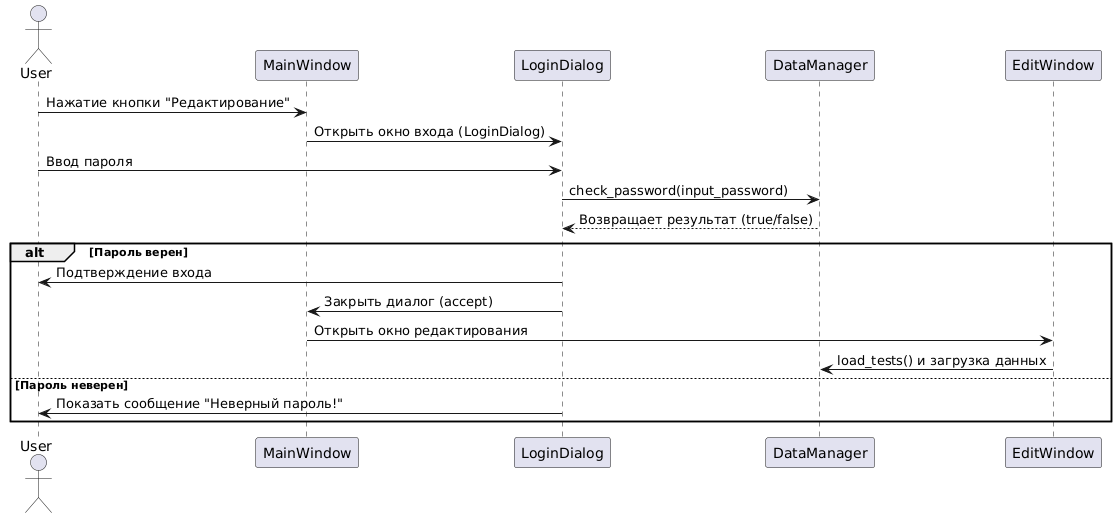 User
MainWindow
LoginDialog
DataManager
EditWindow
Нажатие кнопки "Редактирование"
Открыть окно входа (LoginDialog)
Ввод пароля
check_password(input_password)
Возвращает результат (true/false)
alt
[Пароль верен]
Подтверждение входа
Закрыть диалог (accept)
Открыть окно редактирования
load_tests() и загрузка данных
[Пароль неверен]
Показать сообщение "Неверный пароль!"
User
MainWindow
LoginDialog
DataManager
EditWindow